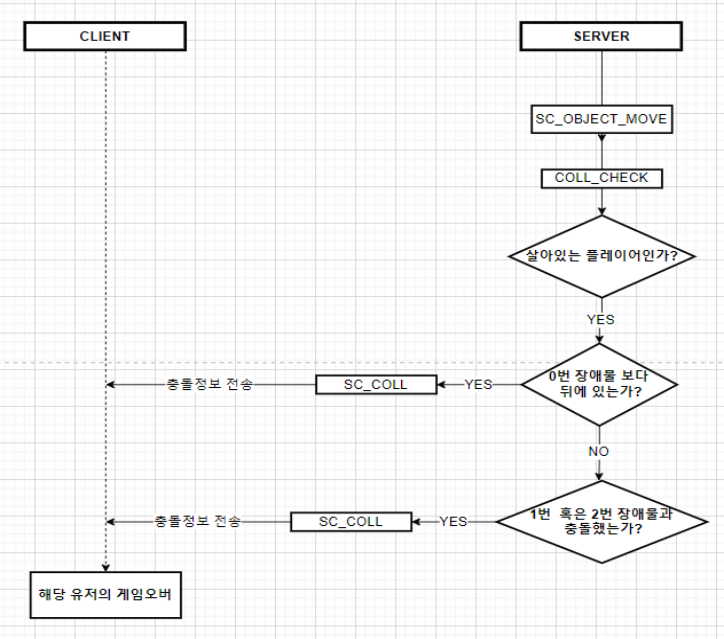 CLIENT
SERVER
SC_OBJECT_MOVE
COLL_CHECK
살아있는 플레이어인가?
YES
0번 장애물 보다
뒤에 있는가?
YES
SC_COLL
충돌정보 전송
NO
1번 혹은 2번 장애물과
충돌했는가?
YES
SC_COLL
충돌정보 전송
해당 유저의 게임오버